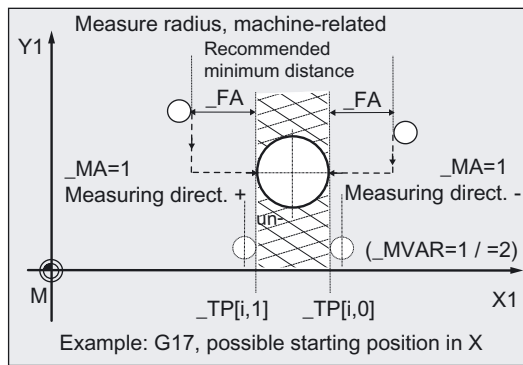 Measure radius, machine-related
Y1
Recommended
minimum distance
_FA
_FA
_MA=1
Measuring direct. +
_MA=1
Measuring direct. -
un-
(_MVAR=1 / =2)
M
_TP[i,1]
_TP[i,0]
X1
Example: G17, possible starting position in X